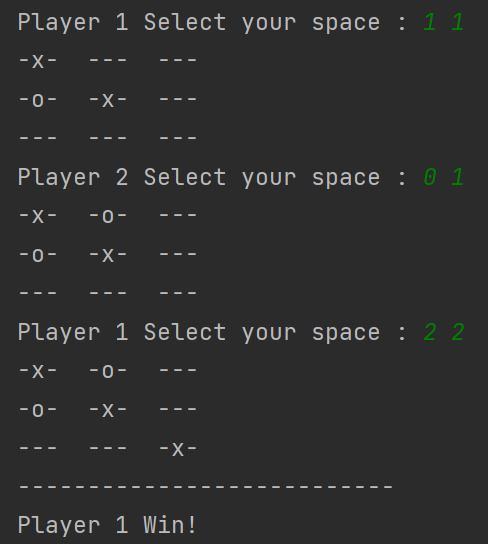 Player 1 Select your space : 1 1
-x-  ---  ---
-o-  -x-  ---
---  ---  ---
Player 2 Select your space : 0 1
-x-  -o-  ---
-o-  -x-  ---
---  ---  ---
Player 1 Select your space : 2 2
-x-  -o-  ---
-o-  -x-  ---
---  ---  -x-
---------------------------
Player 1 Win!